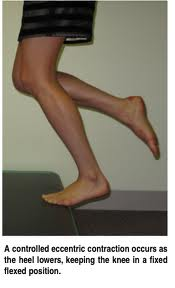 A controlled eccentric contraction occurs as
the heel lowers, keeping the knee in a fixed
flexed position.